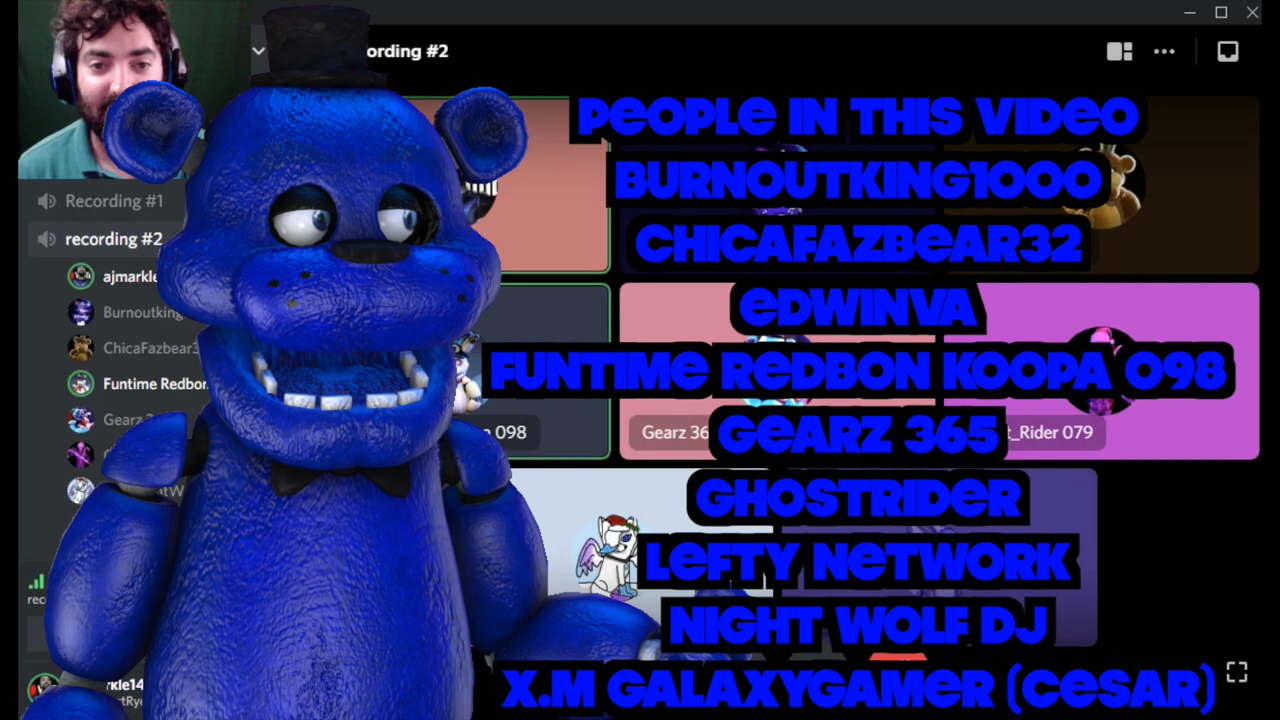 ording #2
PEOPLE IN THIS VIDEO
BURNOUTKING1000
CHICAFAZBEAR32
EDWINVA
FUNTIME REDBON KOOPA 098
GEARZ 365
GHOSTRIDER
LEFTY NETWORK
NIGHT WOLF DJ
X.M GALAXYGAMER (CESAR)
Recording #1
recording #2
ajmarkle
Burnoutking
ChicaFazbear3
Funtime Redbon
Gearz
098
Gearz 36
t_Rider 079
rec
rkle14